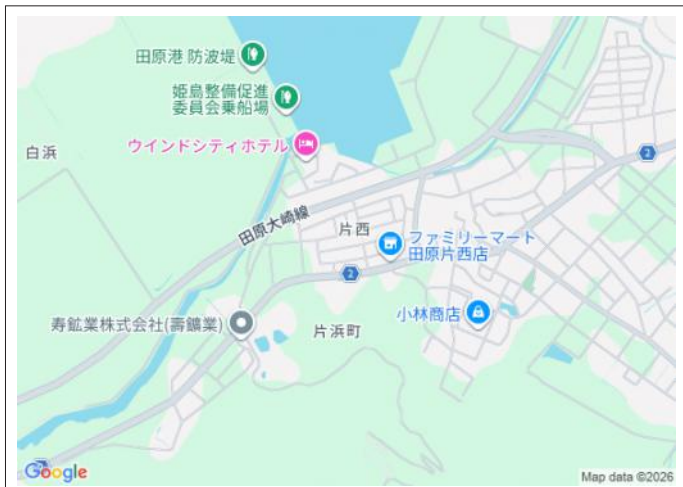 田原港 防波堤
姫島整備促進
委員会乗船場
ウインドシティホテル
白浜
2
田原大崎線
片西
ファミリーマート
田原片西店
2
小林商店
寿鉱業株式会社(壽鑛業)
片浜町
Google
Map data ©2026